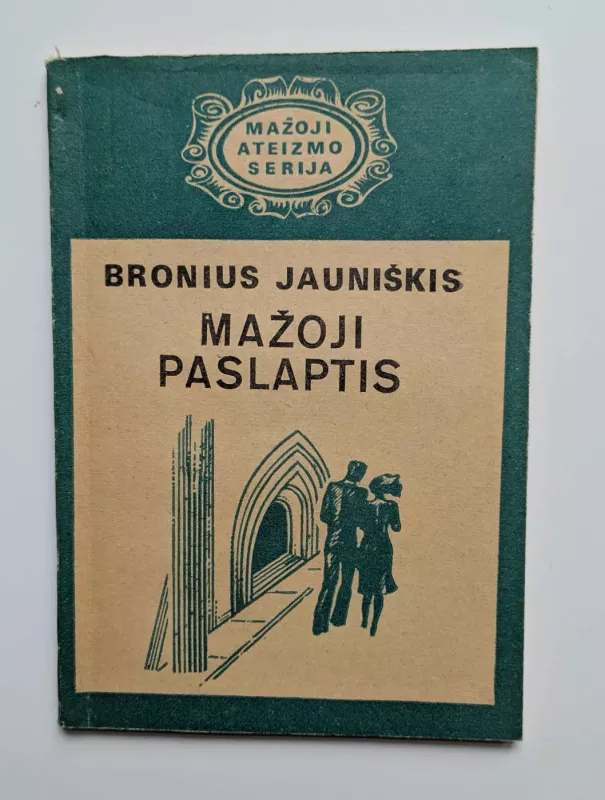 MAŽOJI
ATEIZMO
SERIJA
BRONIUS JAUNIŠKIS
MAŽOJI
PASLAPTIS